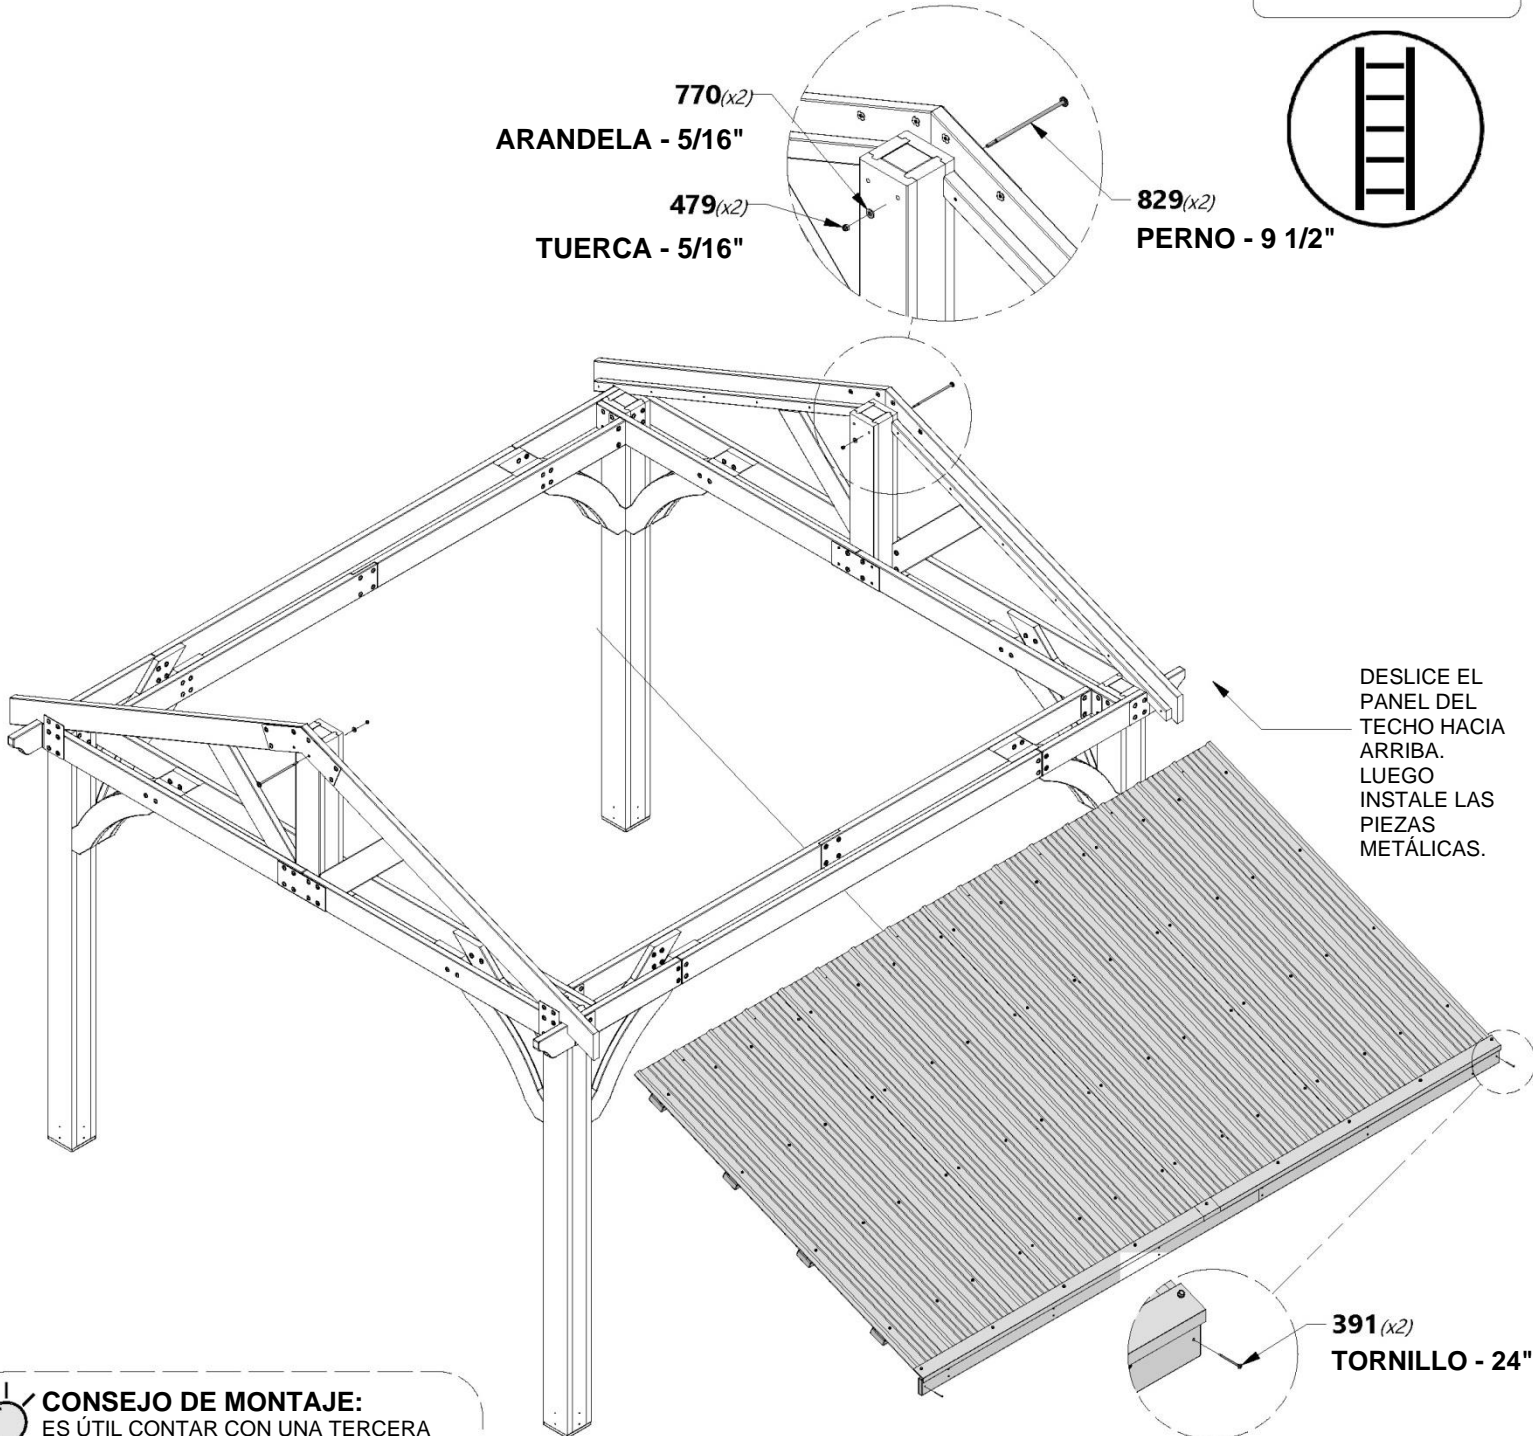 770(x2)
ARANDELA - 5/16"
479(x2)
TUERCA - 5/16"
829(x2)
PERNO - 9 1/2"
DESLICE EL
PANEL DEL
TECHO HACIA
ARRIBA.
LUEGO
INSTALE LAS
PIEZAS
METÁLICAS.
391(x2)
TORNILLO - 24"
CONSEJO DE MONTAJE:
ES ÚTIL CONTAR CON UNA TERCERA